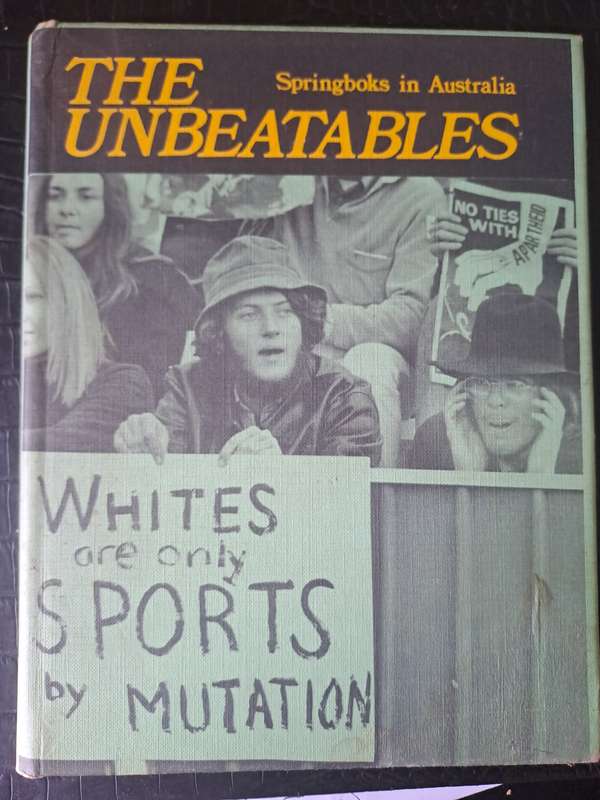 THE
UNBEATABLES
Springboks in Australia
NO TIES
WITH
APARTHEID
WHITES
are only
SPORTS
by MUTATION